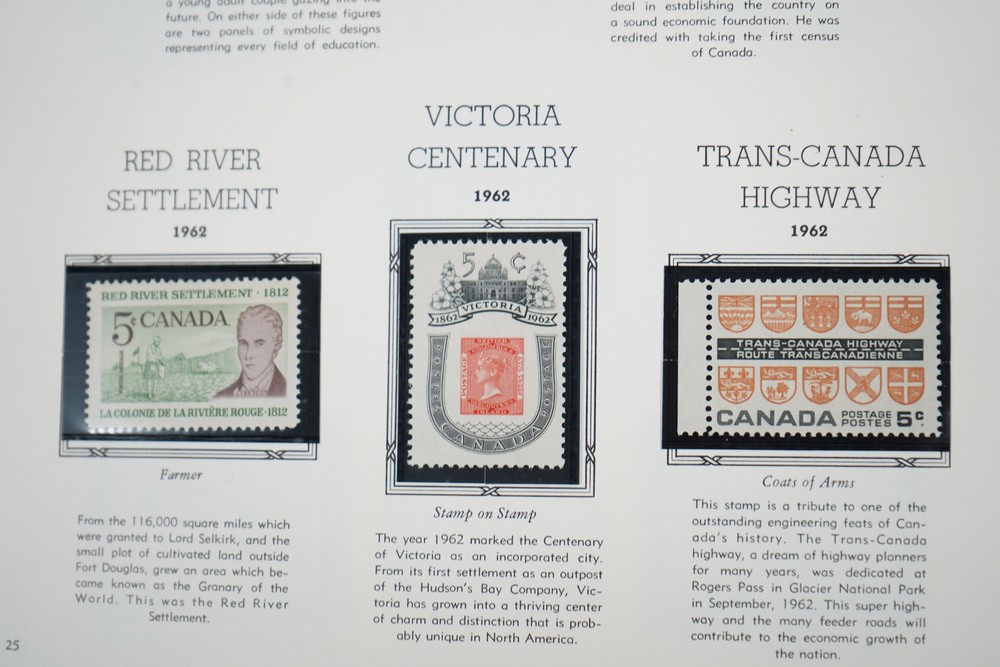 a young adult couple gazing into the
future. On either side of these figures
are two panels of symbolic designs
representing every field of education.
deal in establishing the country on
a sound economic foundation. He was
credited with taking the first census
of Canada.
RED RIVER
SETTLEMENT
1962
RED RIVER SETTLEMENT · 1812
5¢ CANADA
LA COLONIE DE LA RIVIÈRE ROUGE · 1812
Farmer
From the 116,000 square miles which
were granted to Lord Selkirk, and the
small plot of cultivated land outside
Fort Douglas, grew an area which be-
came known as the Granary of the
World. This was the Red River
Settlement.
VICTORIA
CENTENARY
1962
5 ¢
VICTORIA
1862 1962
BRITISH
COLUMBIA &
POSTAGE
VANCOUVERS
ISLAND
POSTES POSTAGE
CANADA
Stamp on Stamp
The year 1962 marked the Centenary
of Victoria as an incorporated city.
From its first settlement as an outpost
of the Hudson's Bay Company, Vic-
toria has grown into a thriving center
of charm and distinction that is prob-
ably unique in North America.
TRANS-CANADA
HIGHWAY
1962
TRANS-CANADA HIGHWAY
ROUTE TRANSCANADIENNE
CANADA POSTAGE
POSTES 5¢
Coats of Arms
This stamp is a tribute to one of the
outstanding engineering feats of Can-
ada's history. The Trans-Canada
highway, a dream of highway planners
for many years, was dedicated at
Rogers Pass in Glacier National Park
in September, 1962. This super high-
way and the many feeder roads will
contribute to the economic growth of
the nation.
25